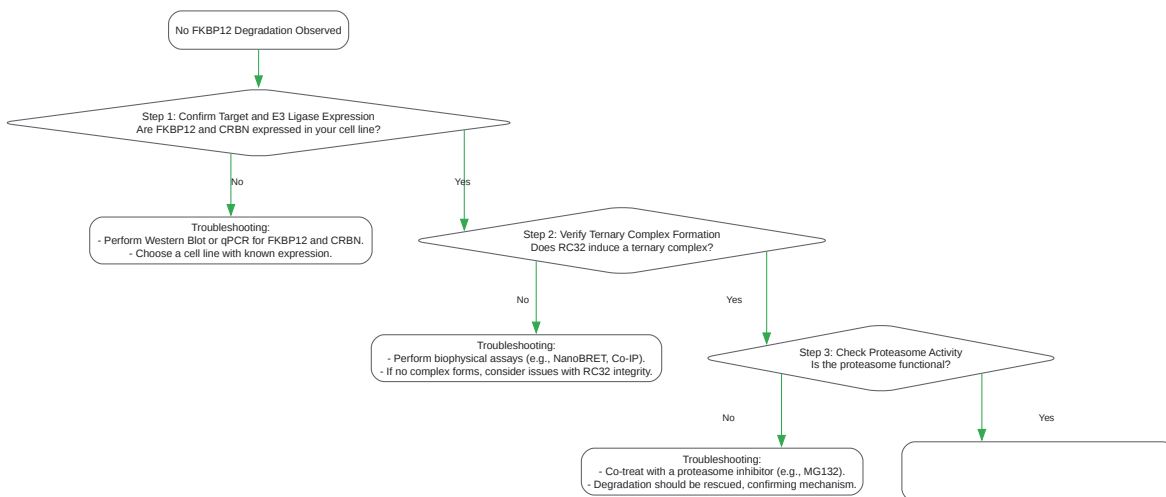 No FKBP12 Degradation Observed
Step 1: Confirm Target and E3 Ligase Expression
Are FKBP12 and CRBN expressed in your cell line?
No
Yes
Troubleshooting:
- Perform Western Blot or qPCR for FKBP12 and CRBN.
- Choose a cell line with known expression.
Step 2: Verify Ternary Complex Formation
Does RC32 induce a ternary complex?
No
Yes
Troubleshooting:
- Perform biophysical assays (e.g., NanoBRET, Co-IP).
- If no complex forms, consider issues with RC32 integrity.
Step 3: Check Proteasome Activity
Is the proteasome functional?
No
Yes
Troubleshooting:
- Co-treat with a proteasome inhibitor (e.g., MG132).
- Degradation should be rescued, confirming mechanism.